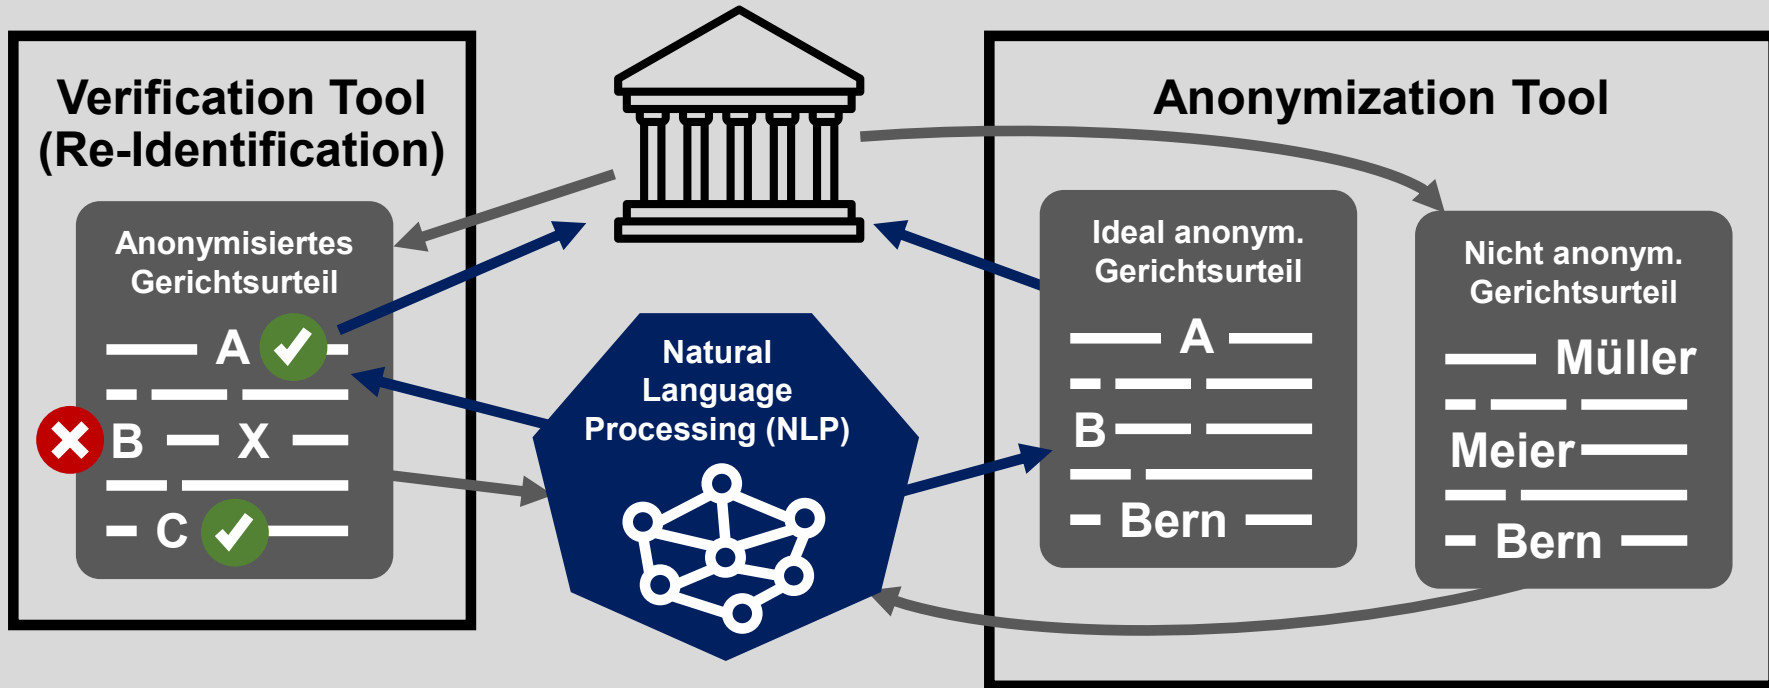 Verification Tool
(Re-Identification)
Anonymisiertes
Gerichtsurteil
A
B X
C
Natural
Language
Processing (NLP)
Anonymization Tool
Ideal anonym.
Gerichtsurteil
A
B
Bern
Nicht anonym.
Gerichtsurteil
Müller
Meier
Bern